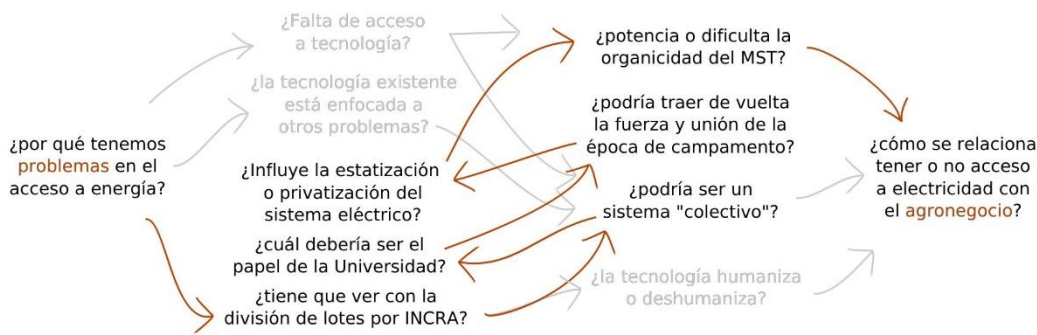 ¿por qué tenemos
problemas en el
acceso a energía?
¿Falta de acceso
a tecnología?
¿la tecnología existente
está enfocada a
otros problemas?
¿Influye la estatización
o privatización del
sistema eléctrico?
¿cuál debería ser el
papel de la Universidad?
¿tiene que ver con la
división de lotes por INCRA?
¿potencia o dificulta la
organicidad del MST?
¿podría traer de vuelta
la fuerza y unión de la
época de campamento?
¿podría ser un
sistema "colectivo"?
¿la tecnología humaniza
o deshumaniza?
¿cómo se relaciona
tener o no acceso
a electricidad con
el agronegocio?